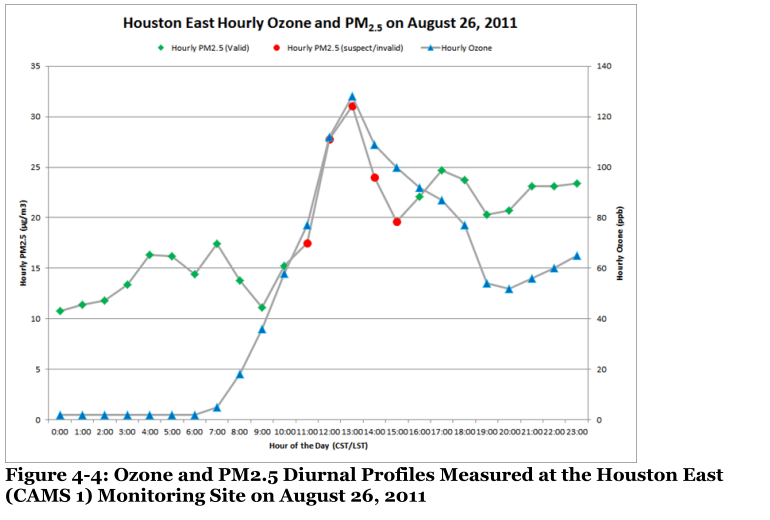 Houston East Hourly Ozone and PM2.5 on August 26, 2011
Hourly PM2.5 (Valid) Hourly PM2.5 (suspect/invalid) Hourly Ozone
35 140
30 120
25 100
20 80
15 60
10 40
5 20
0 0
Hourly PM2.5 (µg/m3)
Hourly Ozone (ppb)
0:00 1:00 2:00 3:00 4:00 5:00 6:00 7:00 8:00 9:00 10:00 11:00 12:00 13:00 14:00 15:00 16:00 17:00 18:00 19:00 20:00 21:00 22:00 23:00
Hour of the Day (CST/LST)
Figure 4-4: Ozone and PM2.5 Diurnal Profiles Measured at the Houston East
(CAMS 1) Monitoring Site on August 26, 2011